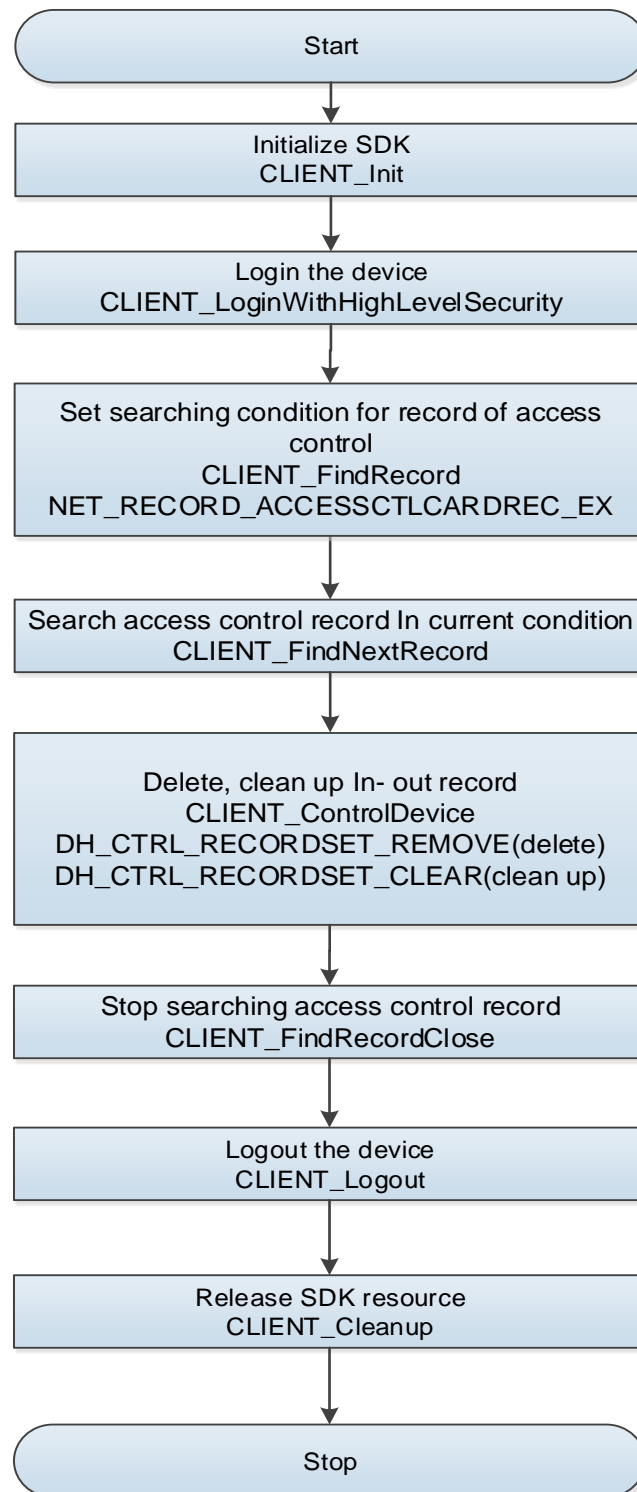 Start
Initialize SDK
CLIENT_Init
Login the device
CLIENT_LoginWithHighLevelSecurity
Set searching condition for record of access
control
CLIENT_FindRecord
NET_RECORD_ACCESSCTLCARDREC_EX
Search access control record In current condition
CLIENT_FindNextRecord
Delete, clean up In- out record
CLIENT_ControlDevice
DH_CTRL_RECORDSET_REMOVE(delete)
DH_CTRL_RECORDSET_CLEAR(clean up)
Stop searching access control record
CLIENT_FindRecordClose
Logout the device
CLIENT_Logout
Release SDK resource
CLIENT_Cleanup
Stop